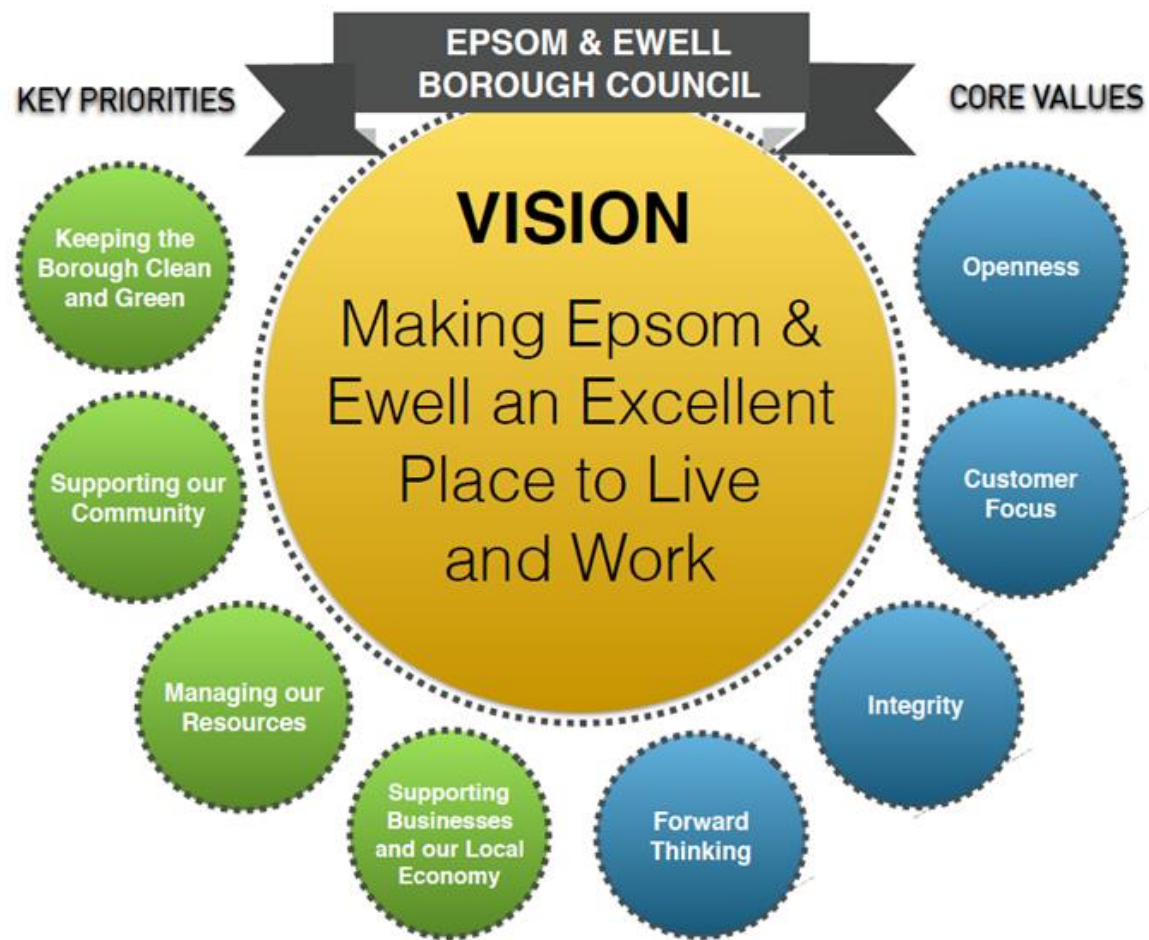 EPSOM & EWELL
BOROUGH COUNCIL
KEY PRIORITIES
CORE VALUES
VISION
Making Epsom &
Ewell an Excellent
Place to Live
and Work
Keeping the
Borough Clean
and Green
Supporting our
Community
Managing our
Resources
Supporting
Businesses
and our Local
Economy
Openness
Customer
Focus
Integrity
Forward
Thinking